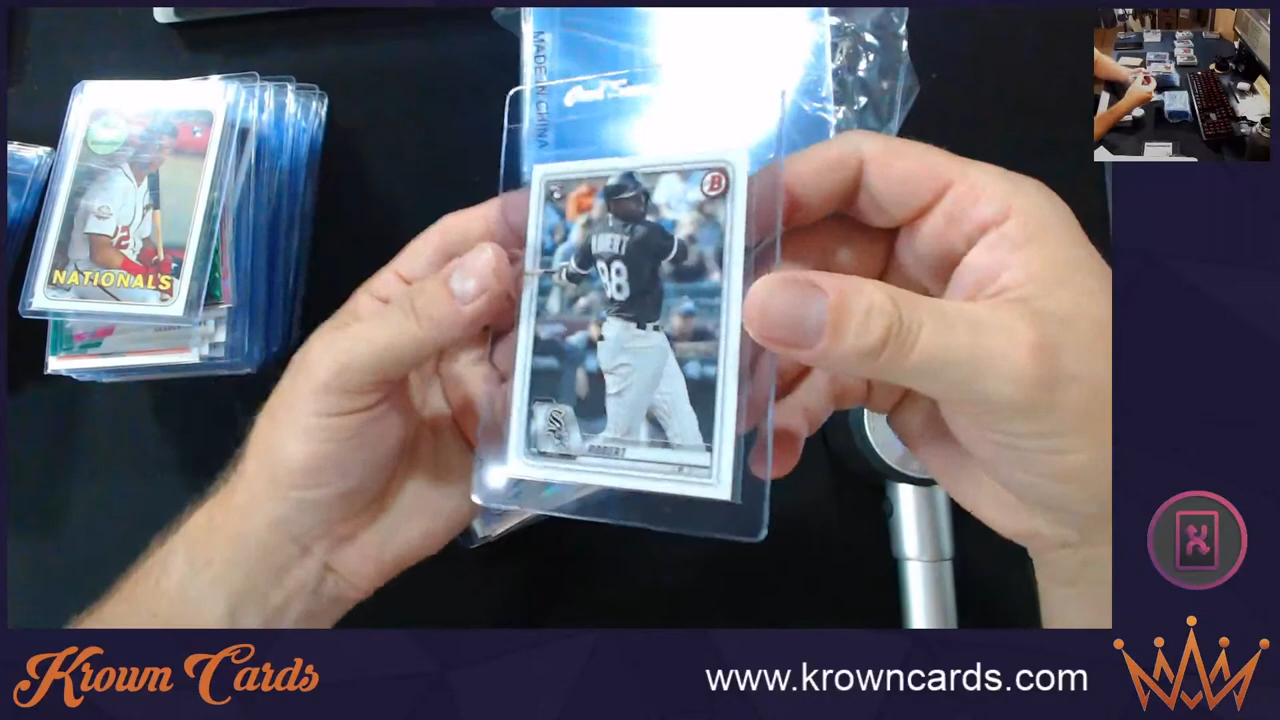 MADE IN CHINA
B
ROBERT
88
ROBERT
NATIONALS
Krown Cards
www.krowncards.com